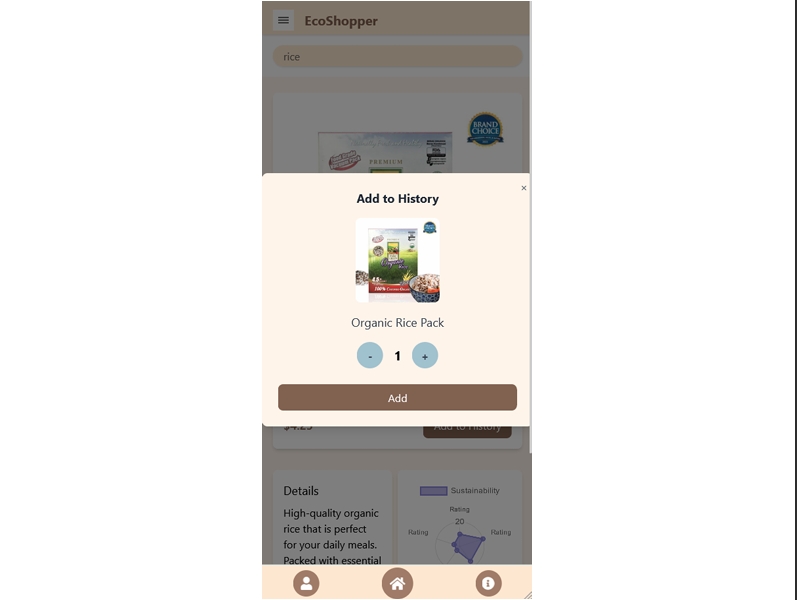 EcoShopper
rice
BRAND
CHOICE
PREMIUM
×
Add to History
Organic Rice Pack
-
1
+
Add
$4.25
Add to History
Details
High-quality organic
rice that is perfect
for your daily meals.
Packed with essential
Sustainability
Rating
20
Rating
Rating